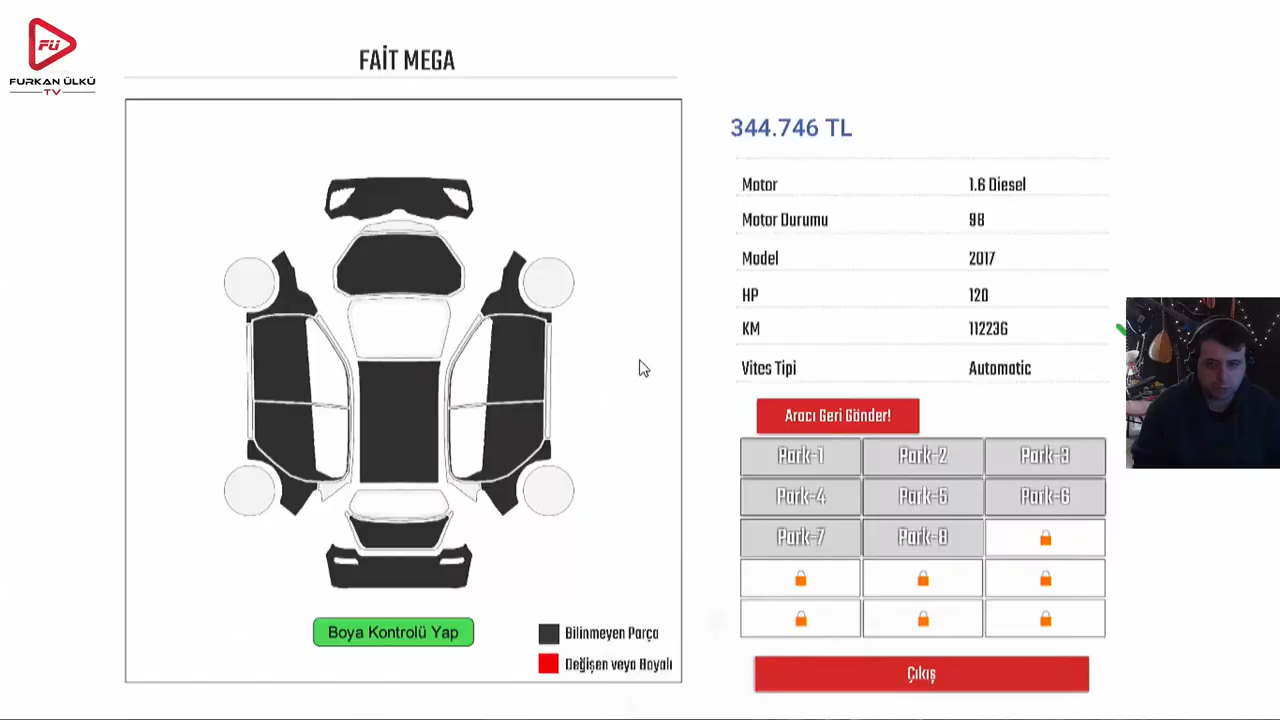 FU
FURKAN ÜLKÜ
TV
FAİT MEGA
344.746 TL
Motor 1.6 Diesel
Motor Durumu 98
Model 2017
HP 120
KM 112236
Vites Tipi Automatic
Aracı Geri Gönder!
Park-1 Park-2 Park-3
Park-4 Park-5 Park-6
Park-7 Park-8
Boya Kontrolü Yap
Bilinmeyen Parça
Değişen veya Boyalı
Çıkış